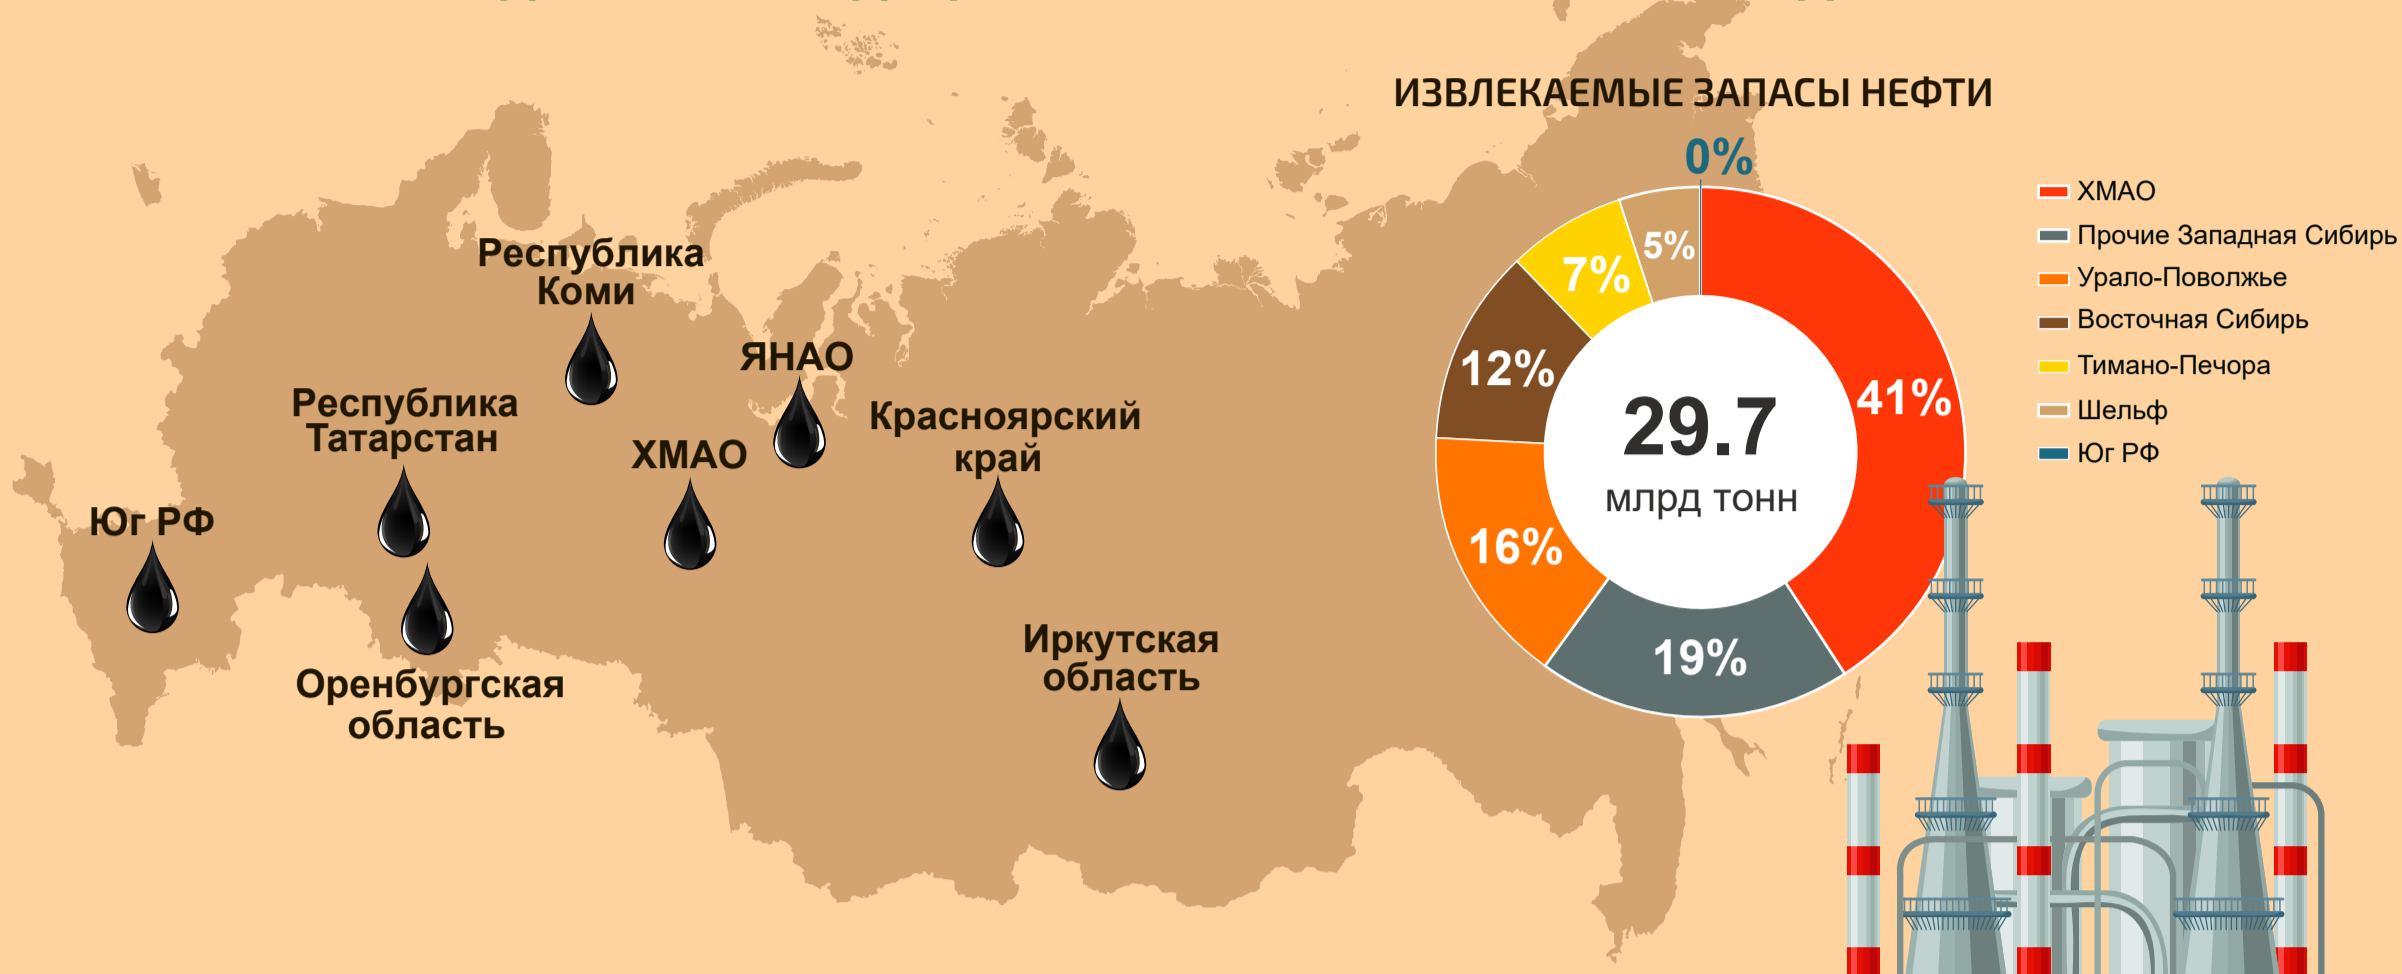 ИЗВЛЕКАЕМЫЕ ЗАПАСЫ НЕФТИ
0%
5%
7%
12%
41%
16%
19%
29.7
млрд тонн
ХМАО
Прочие Западная Сибирь
Урало-Поволжье
Восточная Сибирь
Тимано-Печора
Шельф
Юг РФ
Республика
Коми
ЯНАО
Республика
Татарстан
ХМАО
Красноярский
край
Юг РФ
Оренбургская
область
Иркутская
область